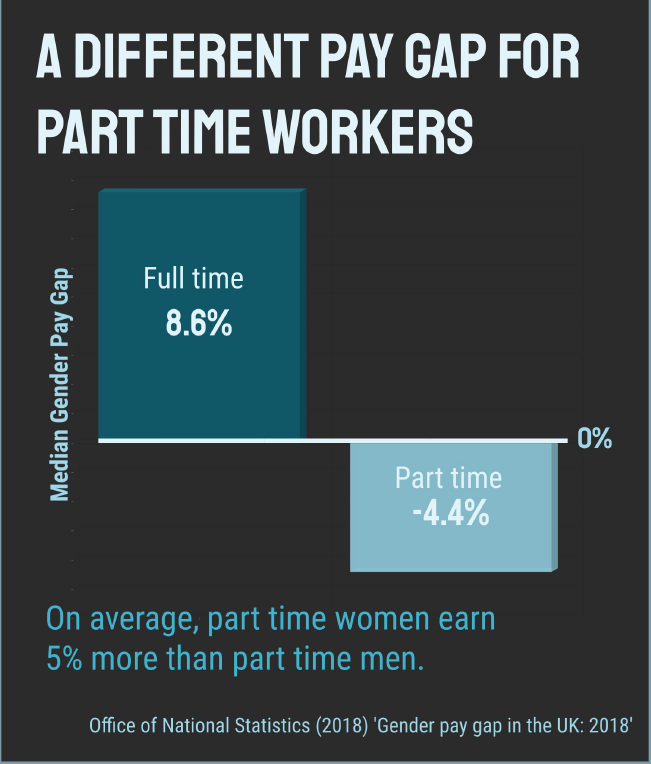 A DIFFERENT PAY GAP FOR
PART TIME WORKERS
Median Gender Pay Gap
Full time
8.6%
0%
Part time
-4.4%
On average, part time women earn
5% more than part time men.
Office of National Statistics (2018) 'Gender pay gap in the UK: 2018'